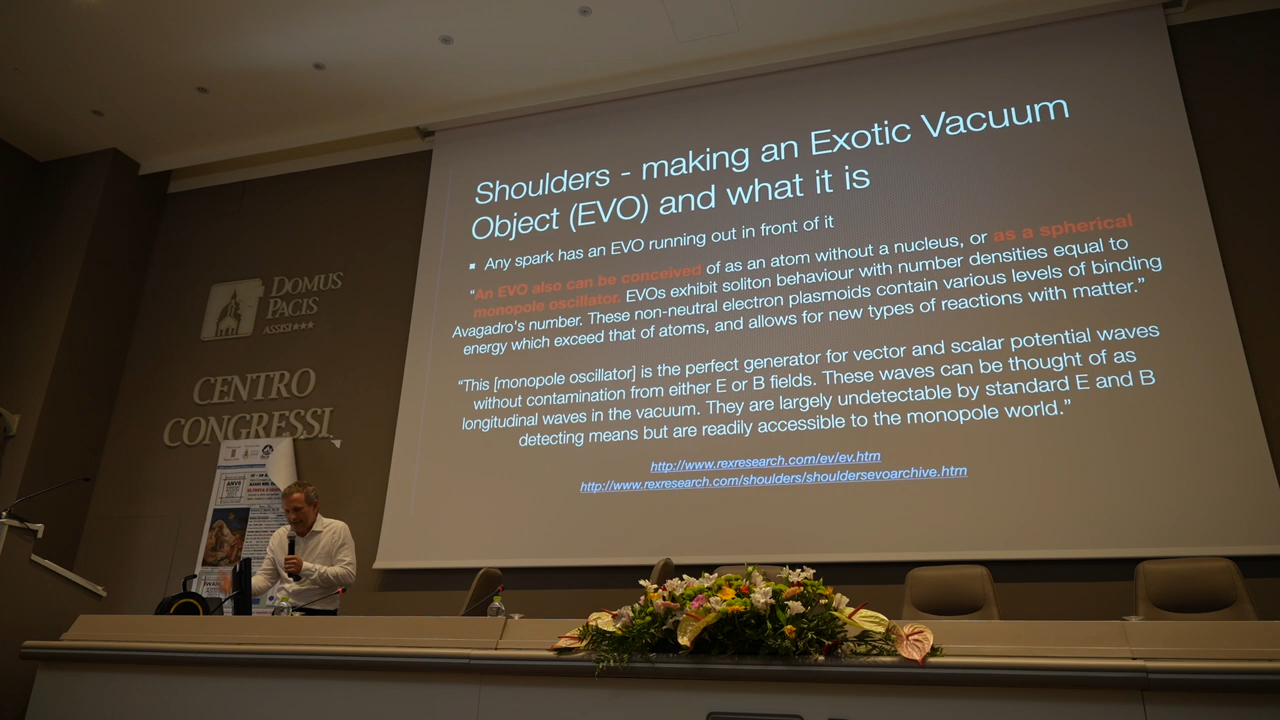 Shoulders - making an Exotic Vacuum
Object (EVO) and what it is
▪ Any spark has an EVO running out in front of it
“An EVO also can be conceived of as an atom without a nucleus, or as a spherical
monopole oscillator. EVOs exhibit soliton behaviour with number densities equal to
Avagadro's number. These non-neutral electron plasmoids contain various levels of binding
energy which exceed that of atoms, and allows for new types of reactions with matter.”
“This [monopole oscillator] is the perfect generator for vector and scalar potential waves
without contamination from either E or B fields. These waves can be thought of as
longitudinal waves in the vacuum. They are largely undetectable by standard E and B
detecting means but are readily accessible to the monopole world.”
http://www.rexresearch.com/ev/ev.htm
http://www.rexresearch.com/shoulders/shouldersevoarchive.htm
DOMUS
PACIS
ASSISI★★★
CENTRO
CONGRESSI